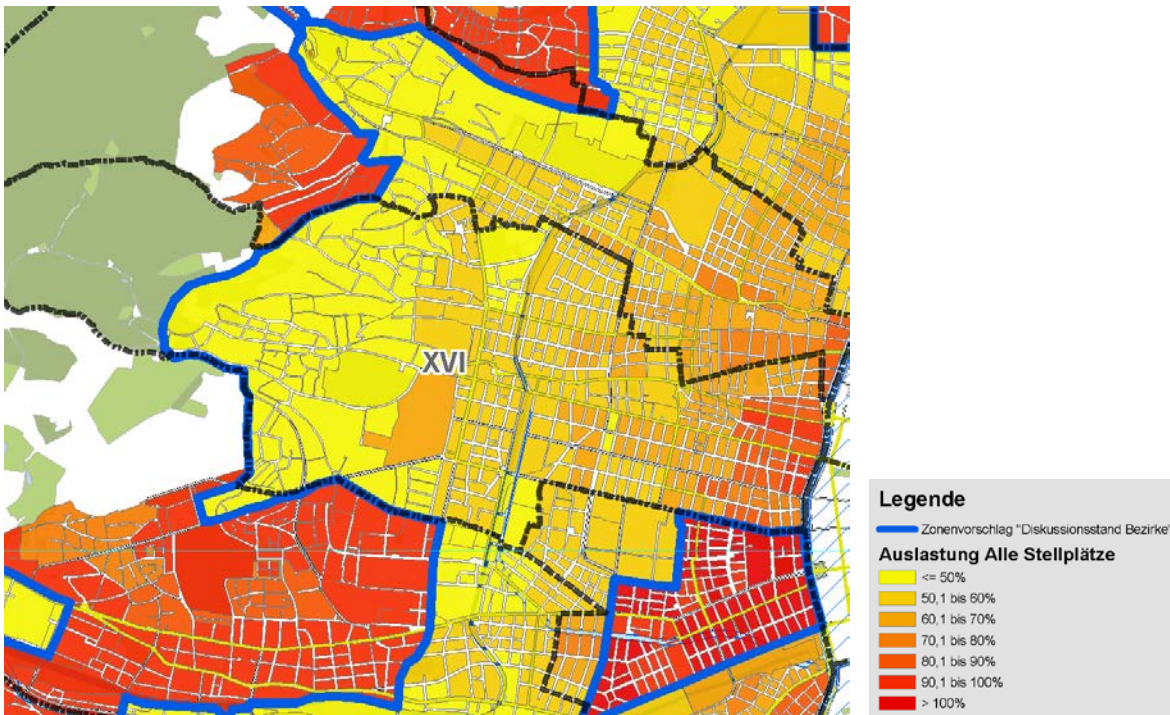 XVI
Legende
Zonenvorschlag "Diskussionsstand Bezirke"
Auslastung Alle Stellplätze
<= 50%
50,1 bis 60%
60,1 bis 70%
70,1 bis 80%
80,1 bis 90%
90,1 bis 100%
> 100%